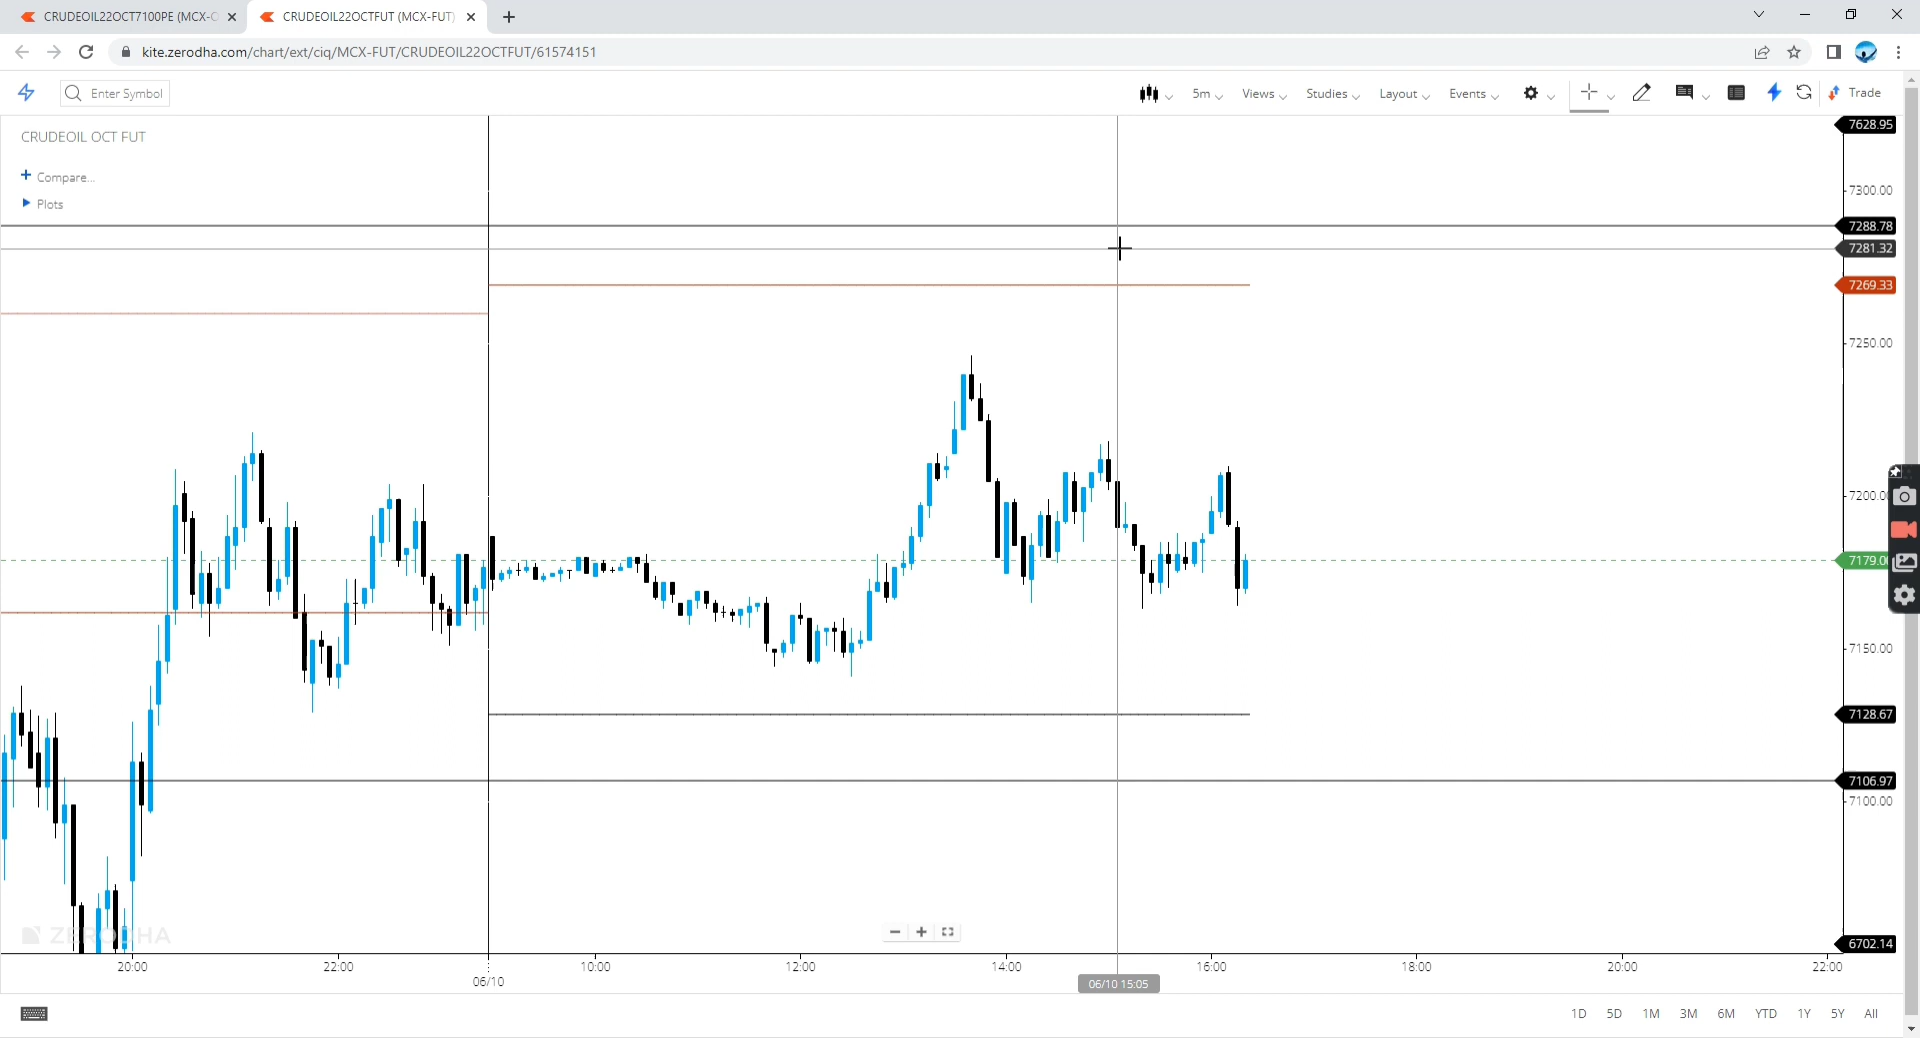 CRUDEOIL22OCT7100PE (MCX-O
CRUDEOIL22OCTFUT (MCX-FUT)
kite.zerodha.com/chart/ext/ciq/MCX-FUT/CRUDEOIL22OCTFUT/61574151
Enter Symbol
5m
Views
Studies
Layout
Events
Trade
CRUDEOIL OCT FUT
Compare...
Plots
7628.95
7300.00
7288.78
7281.32
7269.33
7250.00
7200.0
7179.0
7150.00
7128.67
7106.97
7100.00
6702.14
ZERODHA
20:00
22:00
06/10
10:00
12:00
14:00
06/10 15:05
16:00
18:00
20:00
22:00
1D
5D
1M
3M
6M
YTD
1Y
5Y
All